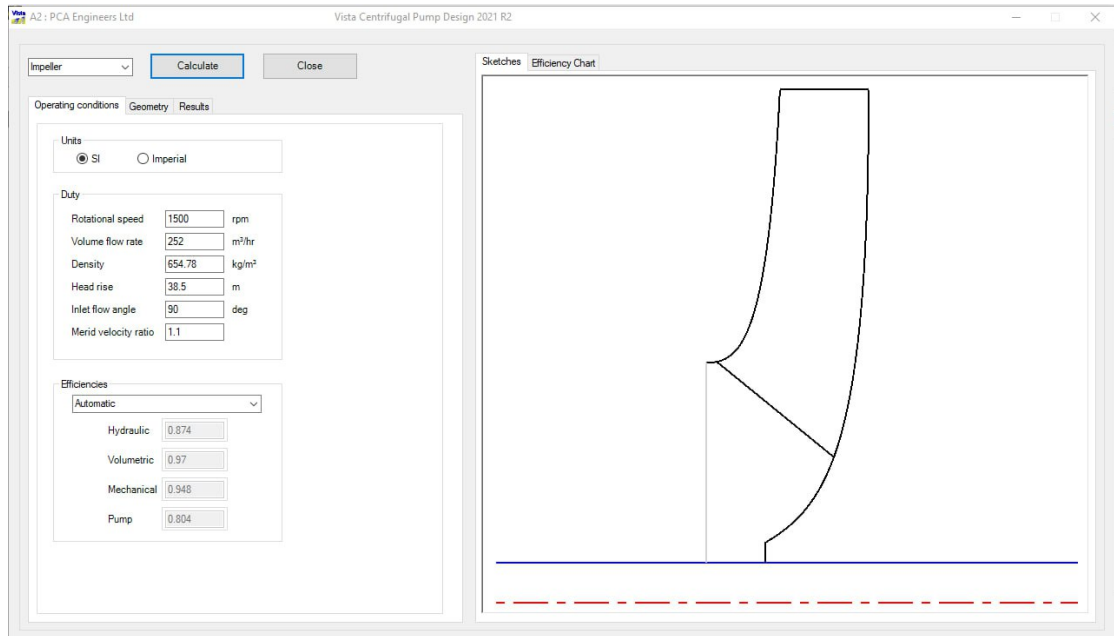 Vista A2 : PCA Engineers Ltd Vista Centrifugal Pump Design 2021 R2
Impeller Calculate Close
Sketches Efficiency Chart
Operating conditions Geometry Results
Units
SI Imperial
Duty
Rotational speed 1500 rpm
Volume flow rate 252 m³/hr
Density 654.78 kg/m³
Head rise 38.5 m
Inlet flow angle 90 deg
Merid velocity ratio 1.1
Efficiencies
Automatic
Hydraulic 0.874
Volumetric 0.97
Mechanical 0.948
Pump 0.804